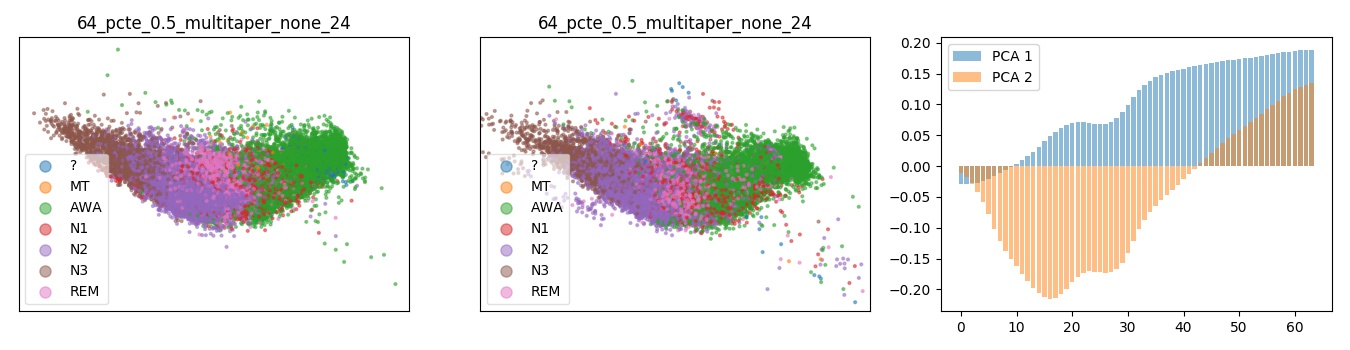 64_pcte_0.5_multitaper_none_24
?
MT
AWA
N1
N2
N3
REM
64_pcte_0.5_multitaper_none_24
?
MT
AWA
N1
N2
N3
REM
PCA 1
PCA 2
0.20
0.15
0.10
0.05
0.00
−0.05
−0.10
−0.15
−0.20
0 10 20 30 40 50 60